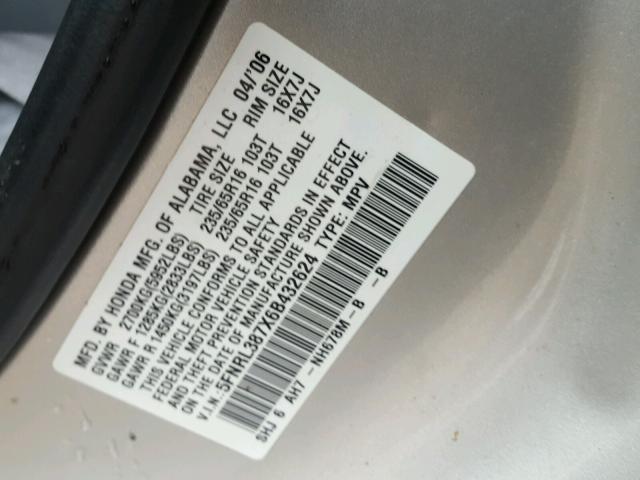 MFD. BY HONDA MFG. OF ALABAMA, LLC 04/'06
GVWR 2700KG(5952LBS) TIRE SIZE RIM SIZE
GAWR F 1285KG(2833LBS) 235/65R16 103T 16X7J
GAWR R 1450KG(3197LBS) 235/65R16 103T 16X7J
THIS VEHICLE CONFORMS TO ALL APPLICABLE
FEDERAL MOTOR VEHICLE SAFETY
AND THEFT PREVENTION STANDARDS IN EFFECT
ON THE DATE OF MANUFACTURE SHOWN ABOVE.
V.I.N.:5FNRL387X6B432624 TYPE: MPV
SHJ 6 AH7 - NH678M - B - B